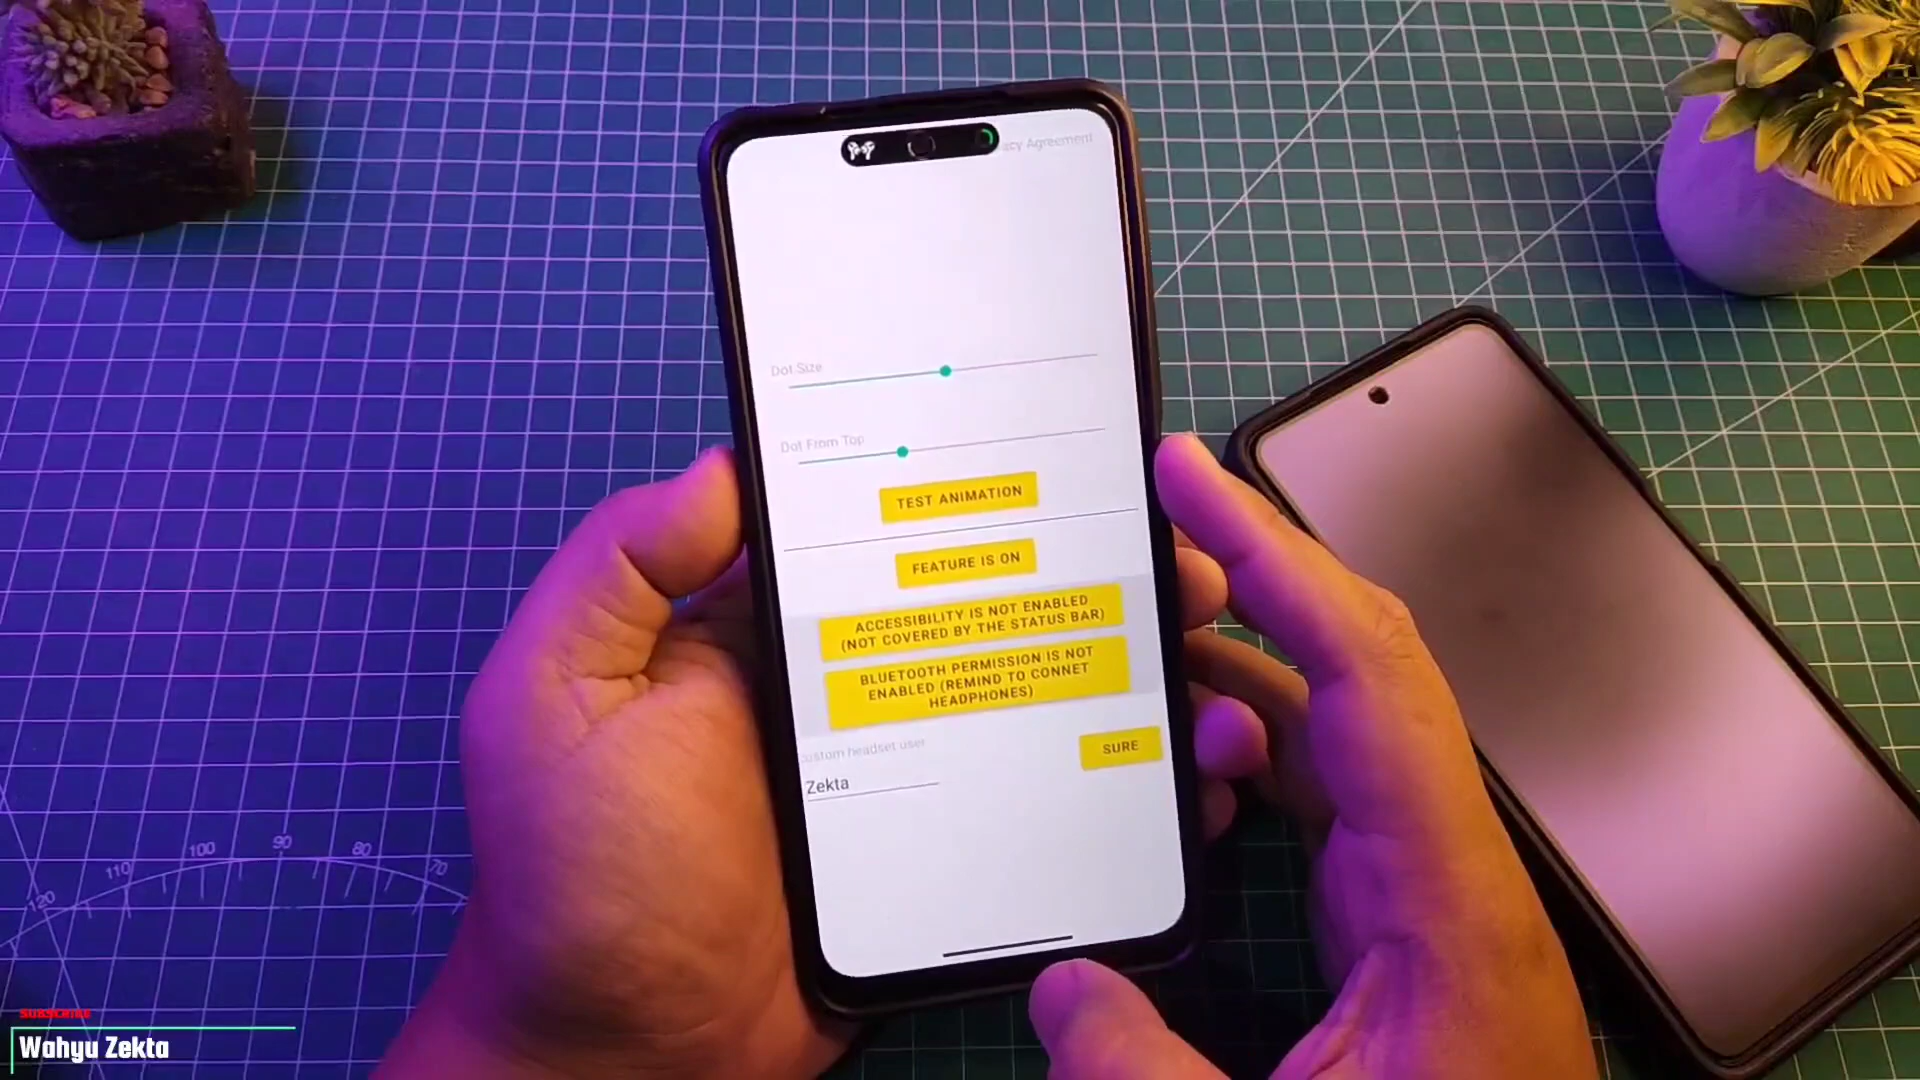 acy Agreement
Dot Size
Dot From Top
TEST ANIMATION
FEATURE IS ON
ACCESSIBILITY IS NOT ENABLED
(NOT COVERED BY THE STATUS BAR)
BLUETOOTH PERMISSION IS NOT
ENABLED (REMIND TO CONNET
HEADPHONES)
custom headset user
SURE
Zekta
120
110
100
90
80
70
SUBSCRIBE
Wahyu Zekta